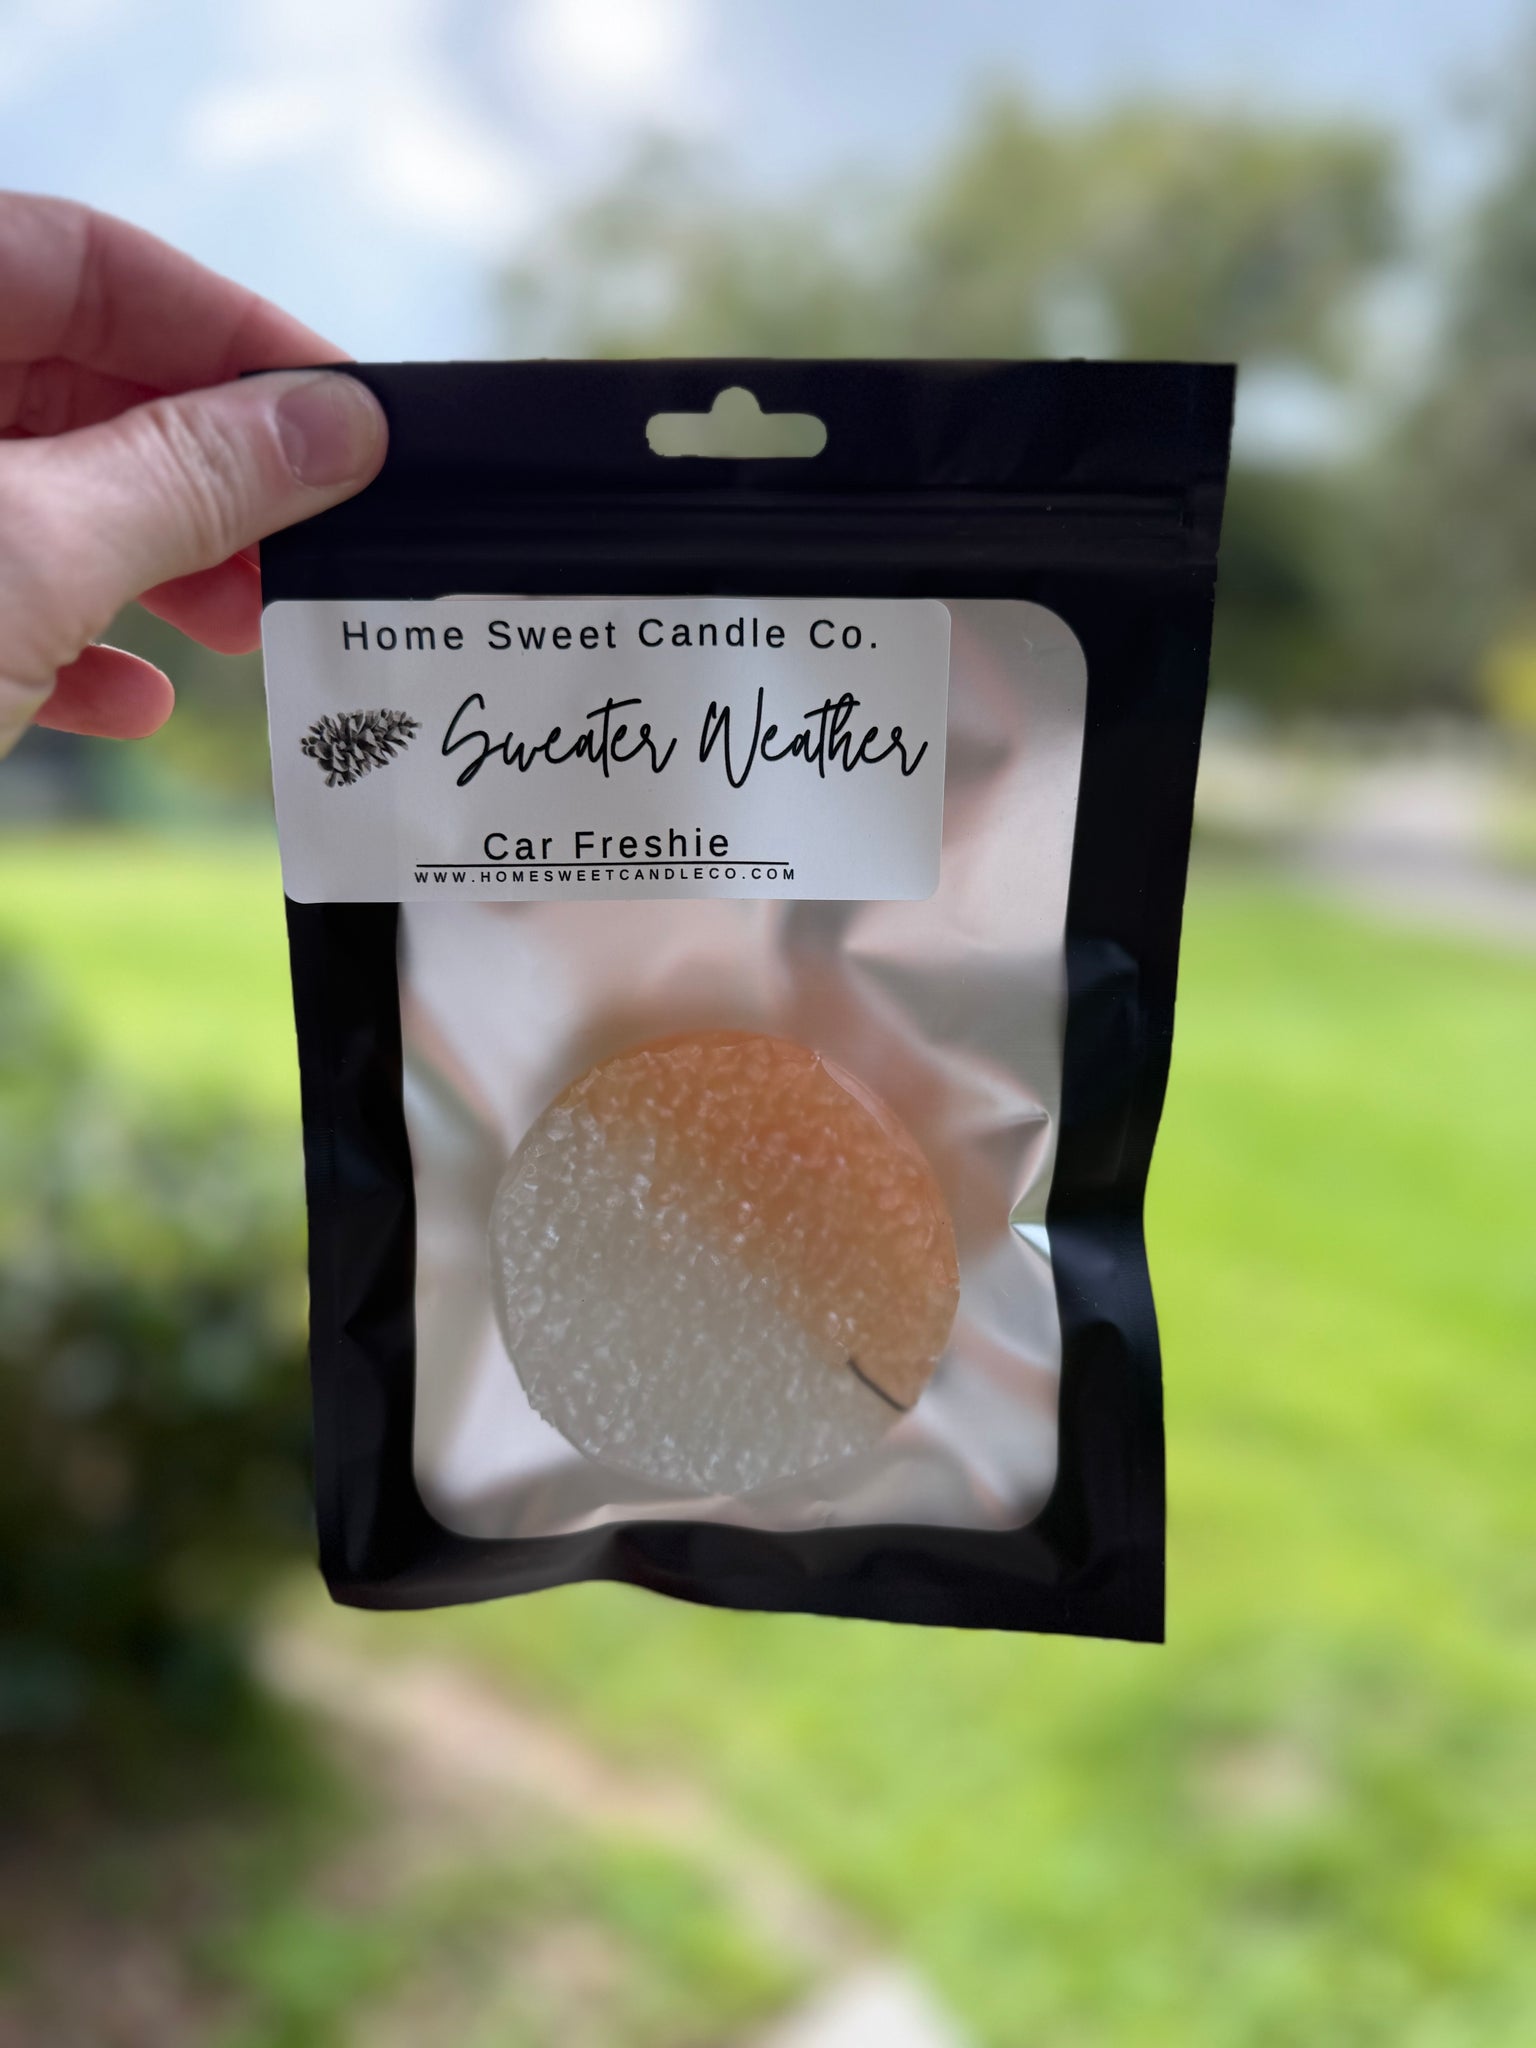 Home Sweet Candle Co.
Sweater Weather
Car Freshie
WWW.HOMESWEETCANDLECO.COM